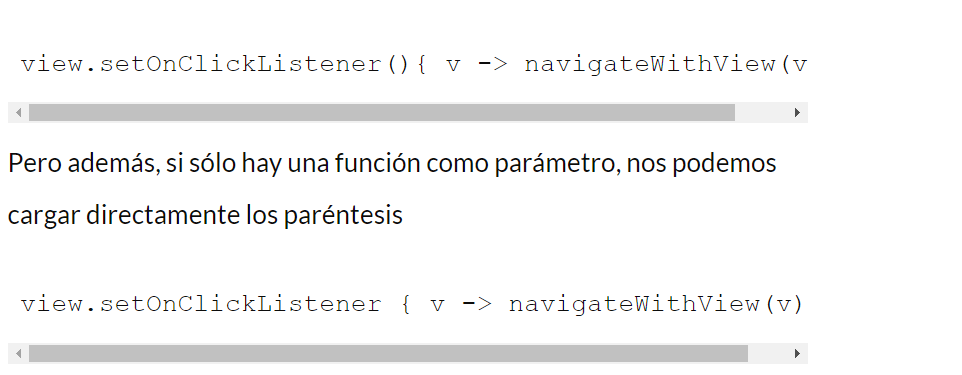 view.setOnClickListener(){ v -> navigateWithView(v
Pero además, si sólo hay una función como parámetro, nos podemos
cargar directamente los paréntesis
view.setOnClickListener { v -> navigateWithView(v)